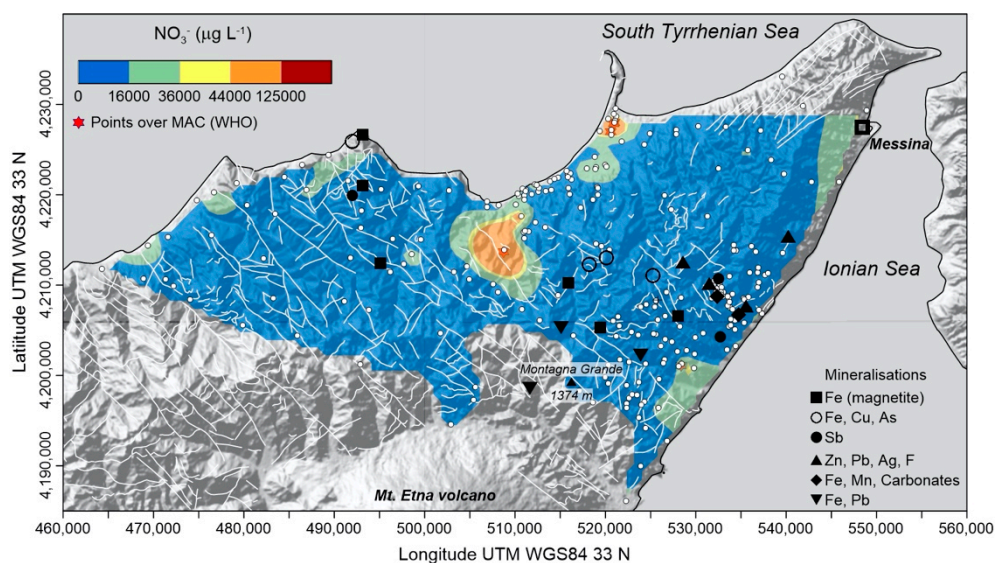 NO₃⁻ (µg L⁻¹)
0 16000 36000 44000 125000
Points over MAC (WHO)
South Tyrrhenian Sea
Messina
Ionian Sea
Montagna Grande
1374 m
Mt. Etna volcano
Mineralisations
Fe (magnetite)
Fe, Cu, As
Sb
Zn, Pb, Ag, F
Fe, Mn, Carbonates
Fe, Pb
Latiitude UTM WGS84 33 N
4,230,000
4,220,000
4,210,000
4,200,000
4,190,000
460,000 470,000 480,000 490,000 500,000 510,000 520,000 530,000 540,000 550,000 560,000
Longitude UTM WGS84 33 N